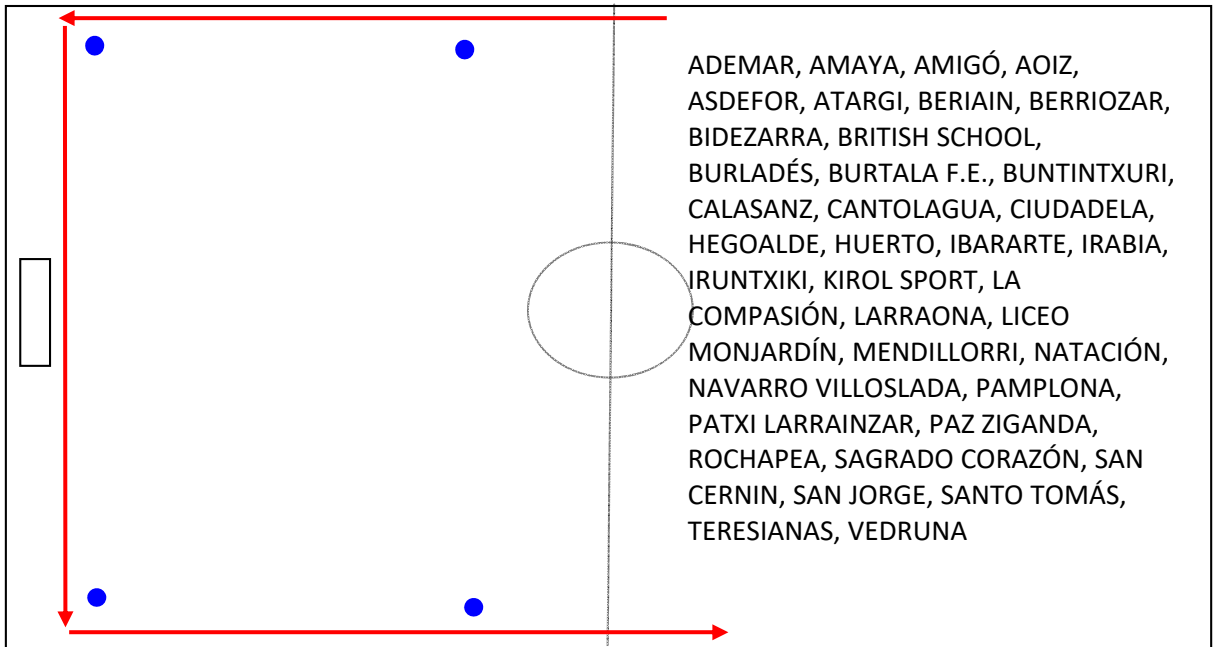 ADEMAR, AMAYA, AMIGÓ, AOIZ,
ASDEFOR, ATARGI, BERIAIN, BERRIOZAR,
BIDEZARRA, BRITISH SCHOOL,
BURLADÉS, BURTALA F.E., BUNTINTXURI,
CALASANZ, CANTOLAGUA, CIUDADELA,
HEGOALDE, HUERTO, IBARARTE, IRABIA,
IRUNTXIKI, KIROL SPORT, LA
COMPASIÓN, LARRAONA, LICEO
MONJARDÍN, MENDILLORRI, NATACIÓN,
NAVARRO VILLOSLADA, PAMPLONA,
PATXI LARRAINZAR, PAZ ZIGANDA,
ROCHAPEA, SAGRADO CORAZÓN, SAN
CERNIN, SAN JORGE, SANTO TOMÁS,
TERESIANAS, VEDRUNA